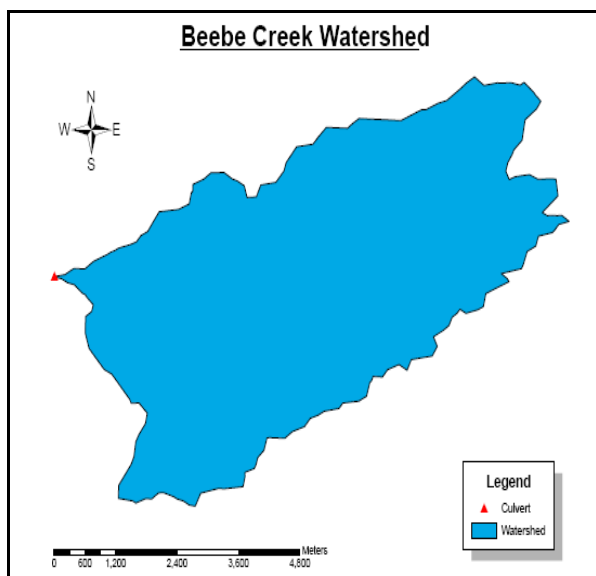 Beebe Creek Watershed
N
W E
S
Legend
Culvert
Watershed
Meters
0 600 1,200 2,400 3,600 4,800